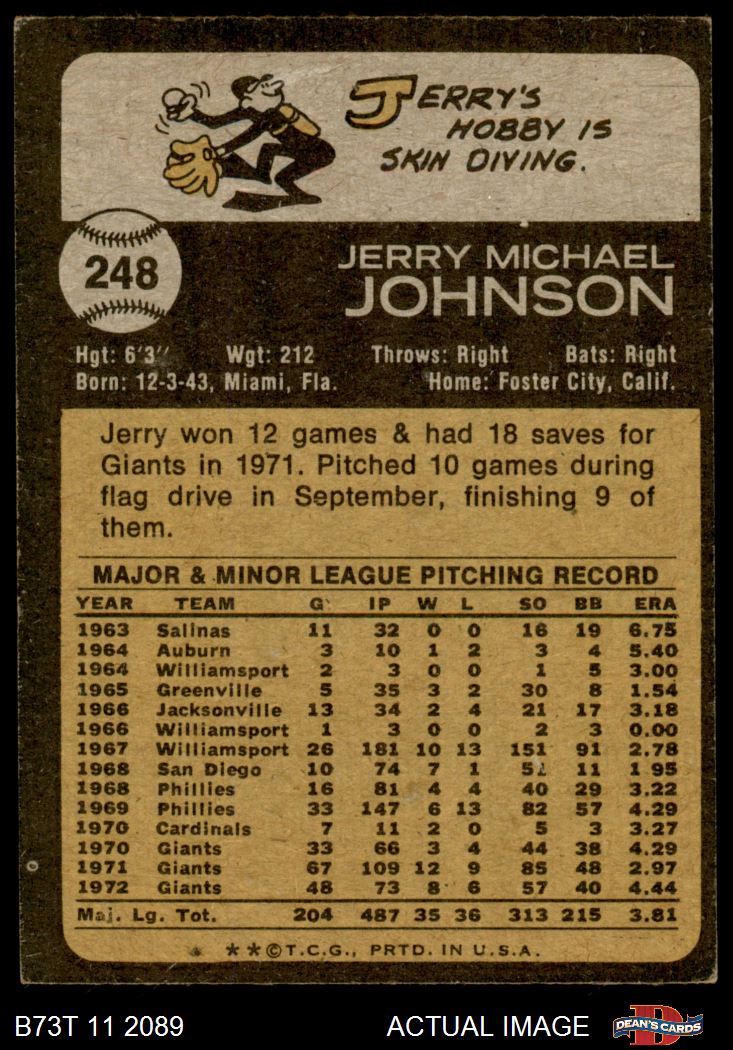 JERRY'S
HOBBY IS
SKIN DIVING.
248
JERRY MICHAEL
JOHNSON
Hgt: 6'3" Wgt: 212 Throws: Right Bats: Right
Born: 12-3-43, Miami, Fla. Home: Foster City, Calif.
Jerry won 12 games & had 18 saves for
Giants in 1971. Pitched 10 games during
flag drive in September, finishing 9 of
them.
MAJOR & MINOR LEAGUE PITCHING RECORD
YEAR TEAM G IP W L SO BB ERA
1963 Salinas 11 32 0 0 16 19 6.75
1964 Auburn 3 10 1 2 3 4 5.40
1964 Williamsport 2 3 0 0 1 5 3.00
1965 Greenville 5 35 3 2 30 8 1.54
1966 Jacksonville 13 34 2 4 21 17 3.18
1966 Williamsport 1 3 0 0 2 3 0.00
1967 Williamsport 26 181 10 13 151 91 2.78
1968 San Diego 10 74 7 1 51 11 1 95
1968 Phillies 16 81 4 4 40 29 3.22
1969 Phillies 33 147 6 13 82 57 4.29
1970 Cardinals 7 11 2 0 5 3 3.27
1970 Giants 33 66 3 4 44 38 4.29
1971 Giants 67 109 12 9 85 48 2.97
1972 Giants 48 73 8 6 57 40 4.44
Maj. Lg. Tot. 204 487 35 36 313 215 3.81
**©T.C.G., PRTD. IN U.S.A.
B73T 11 2089 ACTUAL IMAGE DEAN'S CARDS